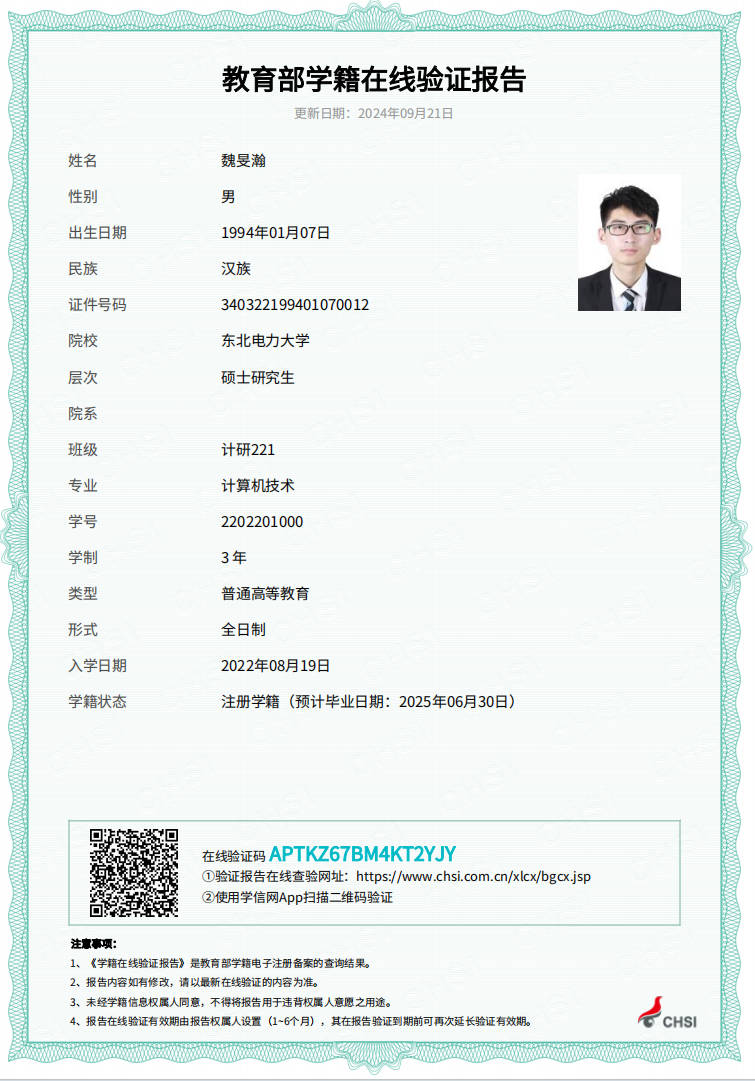 教育部学籍在线验证报告
更新日期：2024年09月21日
姓名 魏旻瀚
性别 男
出生日期 1994年01月07日
民族 汉族
证件号码 340322199401070012
院校 东北电力大学
层次 硕士研究生
院系
班级 计研221
专业 计算机技术
学号 2202201000
学制 3 年
类型 普通高等教育
形式 全日制
入学日期 2022年08月19日
学籍状态 注册学籍（预计毕业日期：2025年06月30日）
在线验证码 APTKZ67BM4KT2YJY
①验证报告在线查验网址：https://www.chsi.com.cn/xlcx/bgcx.jsp
②使用学信网App扫描二维码验证
注意事项：
1、《学籍在线验证报告》是教育部学籍电子注册备案的查询结果。
2、报告内容如有修改，请以最新在线验证的内容为准。
3、未经学籍信息权属人同意，不得将报告用于违背权属人意愿之用途。
4、报告在线验证有效期由报告权属人设置（1~6个月），其在报告验证到期前可再次延长验证有效期。
CHSI